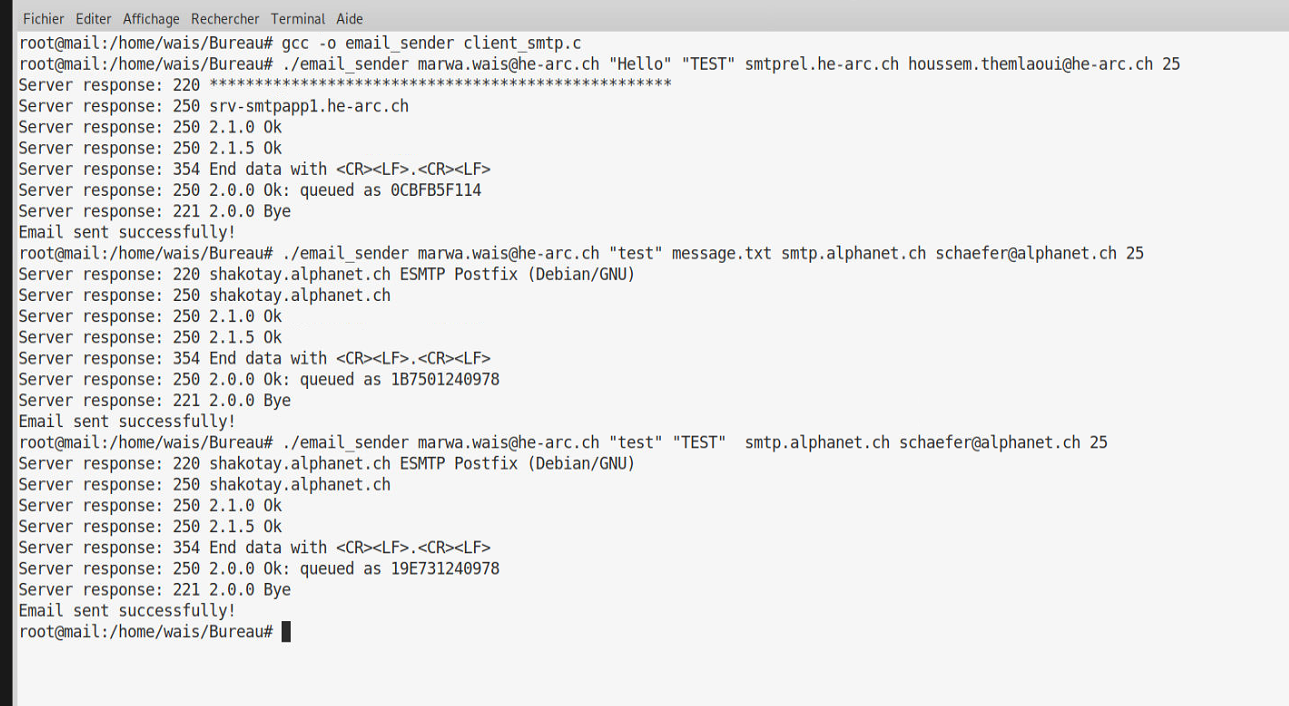 Fichier Editer Affichage Rechercher Terminal Aide
root@mail:/home/wais/Bureau# gcc -o email_sender client_smtp.c
root@mail:/home/wais/Bureau# ./email_sender marwa.wais@he-arc.ch "Hello" "TEST" smtprel.he-arc.ch houssem.themlaoui@he-arc.ch 25
Server response: 220 ***************************************************
Server response: 250 srv-smtpapp1.he-arc.ch
Server response: 250 2.1.0 Ok
Server response: 250 2.1.5 Ok
Server response: 354 End data with <CR><LF>.<CR><LF>
Server response: 250 2.0.0 Ok: queued as 0CBFB5F114
Server response: 221 2.0.0 Bye
Email sent successfully!
root@mail:/home/wais/Bureau# ./email_sender marwa.wais@he-arc.ch "test" message.txt smtp.alphanet.ch schaefer@alphanet.ch 25
Server response: 220 shakotay.alphanet.ch ESMTP Postfix (Debian/GNU)
Server response: 250 shakotay.alphanet.ch
Server response: 250 2.1.0 Ok
Server response: 250 2.1.5 Ok
Server response: 354 End data with <CR><LF>.<CR><LF>
Server response: 250 2.0.0 Ok: queued as 1B7501240978
Server response: 221 2.0.0 Bye
Email sent successfully!
root@mail:/home/wais/Bureau# ./email_sender marwa.wais@he-arc.ch "test" "TEST"  smtp.alphanet.ch schaefer@alphanet.ch 25
Server response: 220 shakotay.alphanet.ch ESMTP Postfix (Debian/GNU)
Server response: 250 shakotay.alphanet.ch
Server response: 250 2.1.0 Ok
Server response: 250 2.1.5 Ok
Server response: 354 End data with <CR><LF>.<CR><LF>
Server response: 250 2.0.0 Ok: queued as 19E731240978
Server response: 221 2.0.0 Bye
Email sent successfully!
root@mail:/home/wais/Bureau#